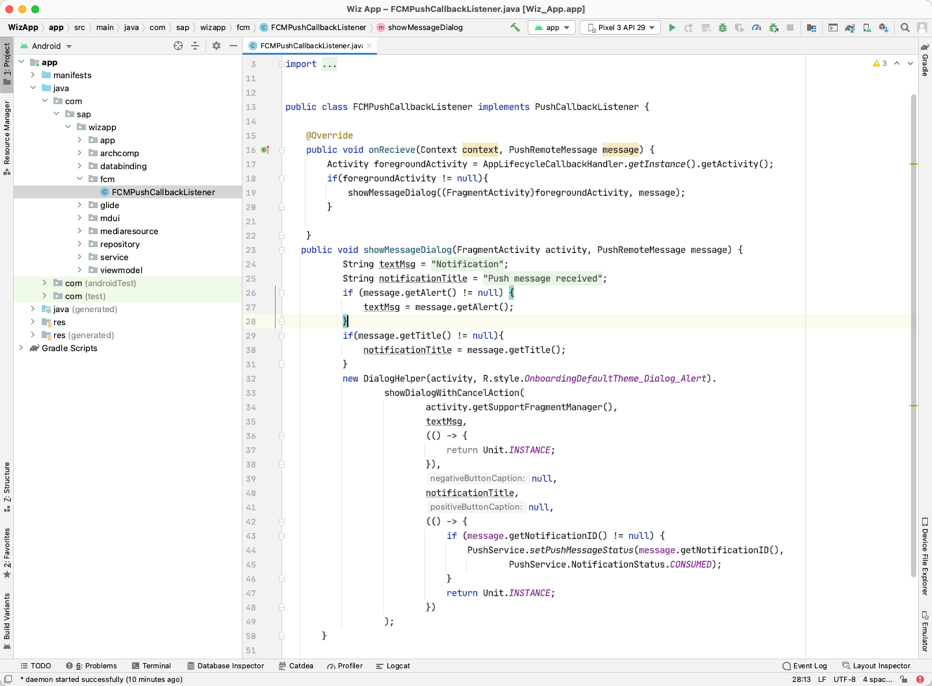 Wiz App – FCMPushCallbackListener.java [Wiz_App.app]
WizApp app src main java com sap wizapp fcm FCMPushCallbackListener showMessageDialog app Pixel 3 API 29
Android
FCMPushCallbackListener.java
1: Project
Resource Manager
Z: Structure
2: Favorites
Build Variants
app
manifests
java
com
sap
wizapp
app
archcomp
databinding
fcm
FCMPushCallbackListener
glide
mdui
mediaresource
repository
service
viewmodel
com (androidTest)
com (test)
java (generated)
res
res (generated)
Gradle Scripts
3 import ...
11
12
13 public class FCMPushCallbackListener implements PushCallbackListener {
14
15 @Override
16 public void onRecieve(Context context, PushRemoteMessage message) {
17 Activity foregroundActivity = AppLifecycleCallbackHandler.getInstance().getActivity();
18 if(foregroundActivity != null){
19 showMessageDialog((FragmentActivity)foregroundActivity, message);
20 }
21
22 }
23 public void showMessageDialog(FragmentActivity activity, PushRemoteMessage message) {
24 String textMsg = "Notification";
25 String notificationTitle = "Push message received";
26 if (message.getAlert() != null) {
27 textMsg = message.getAlert();
28 }
29 if(message.getTitle() != null){
30 notificationTitle = message.getTitle();
31 }
32 new DialogHelper(activity, R.style.OnboardingDefaultTheme_Dialog_Alert).
33 showDialogWithCancelAction(
34 activity.getSupportFragmentManager(),
35 textMsg,
36 (() -> {
37 return Unit.INSTANCE;
38 }),
39 negativeButtonCaption: null,
40 notificationTitle,
41 positiveButtonCaption: null,
42 (() -> {
43 if (message.getNotificationID() != null) {
44 PushService.setPushMessageStatus(message.getNotificationID(),
45 PushService.NotificationStatus.CONSUMED);
46 }
47 return Unit.INSTANCE;
48 })
49 );
50 }
51
3
Gradle
Device File Explorer
Emulator
TODO 6: Problems Terminal Database Inspector Catdea Profiler Logcat Event Log Layout Inspector
* daemon started successfully (10 minutes ago) 28:13 LF UTF-8 4 spac...